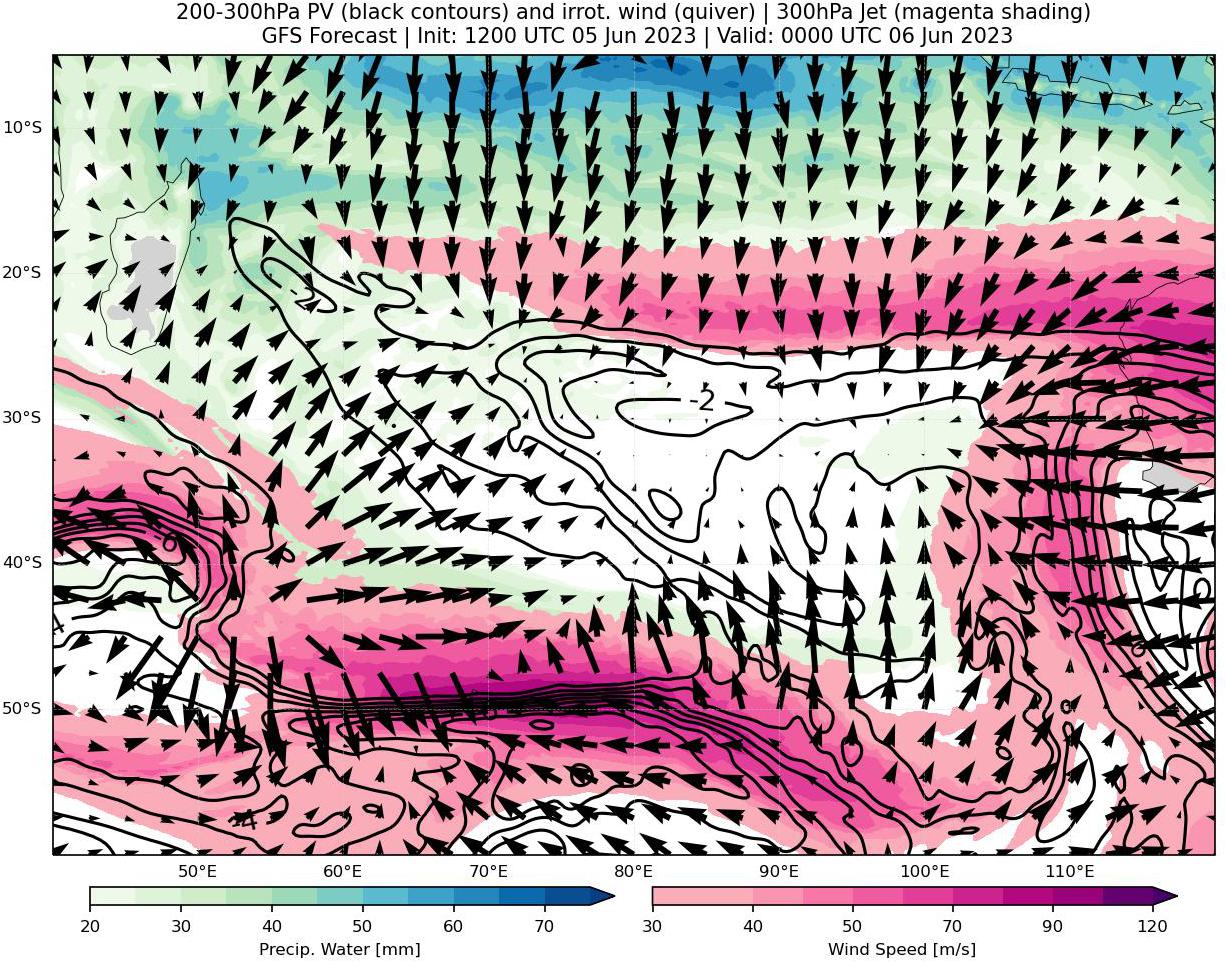 200-300hPa PV (black contours) and irrot. wind (quiver) | 300hPa Jet (magenta shading)
GFS Forecast | Init: 1200 UTC 05 Jun 2023 | Valid: 0000 UTC 06 Jun 2023
10°S
20°S
-2
30°S
40°S
50°S
50°E 60°E 70°E 80°E 90°E 100°E 110°E
20 30 40 50 60 70
30 40 50 70 90 120
Precip. Water [mm]
Wind Speed [m/s]